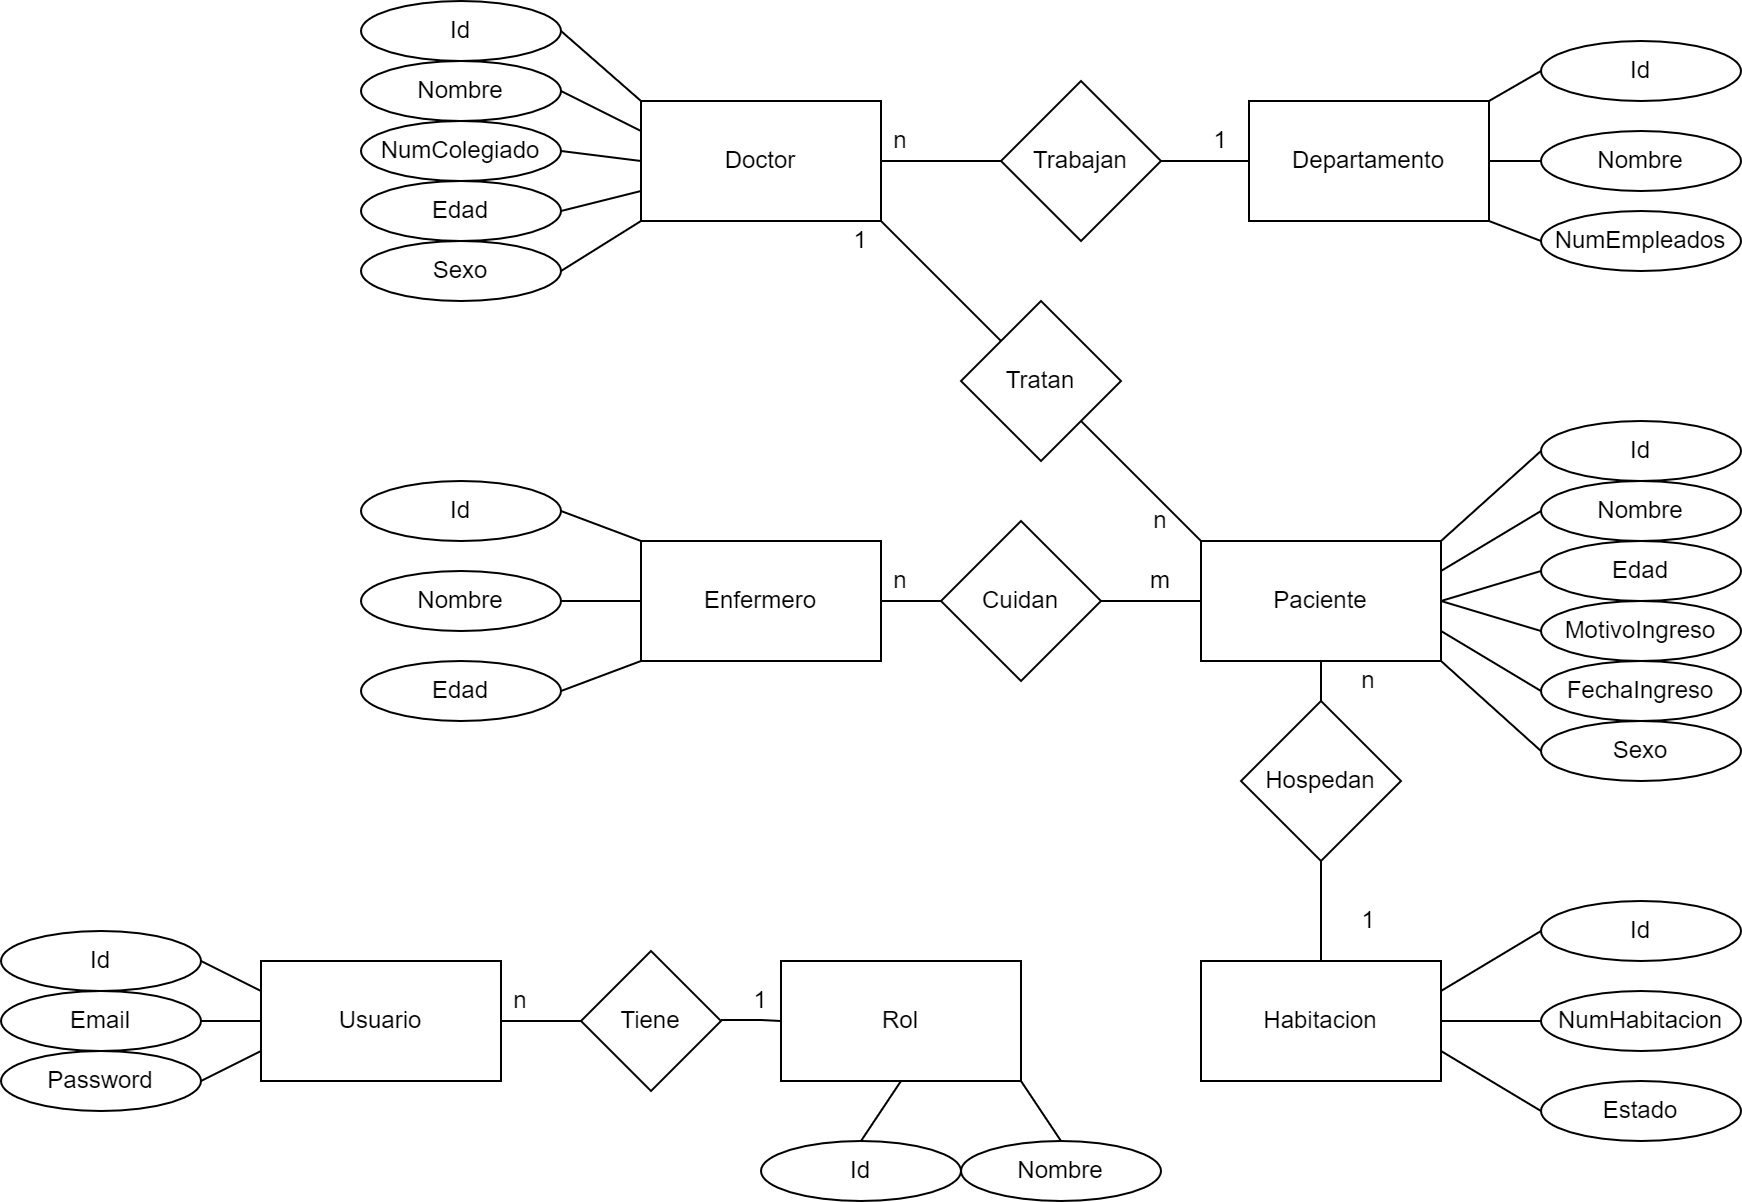 Id
Nombre
NumColegiado
Edad
Sexo
Doctor
n
Trabajan
1
Departamento
Id
Nombre
NumEmpleados
1
Tratan
n
Id
Nombre
Edad
Enfermero
n
Cuidan
m
Paciente
Id
Nombre
Edad
MotivoIngreso
FechaIngreso
Sexo
n
Hospedan
1
Id
Email
Password
Usuario
n
Tiene
1
Rol
Id
Nombre
Habitacion
Id
NumHabitacion
Estado